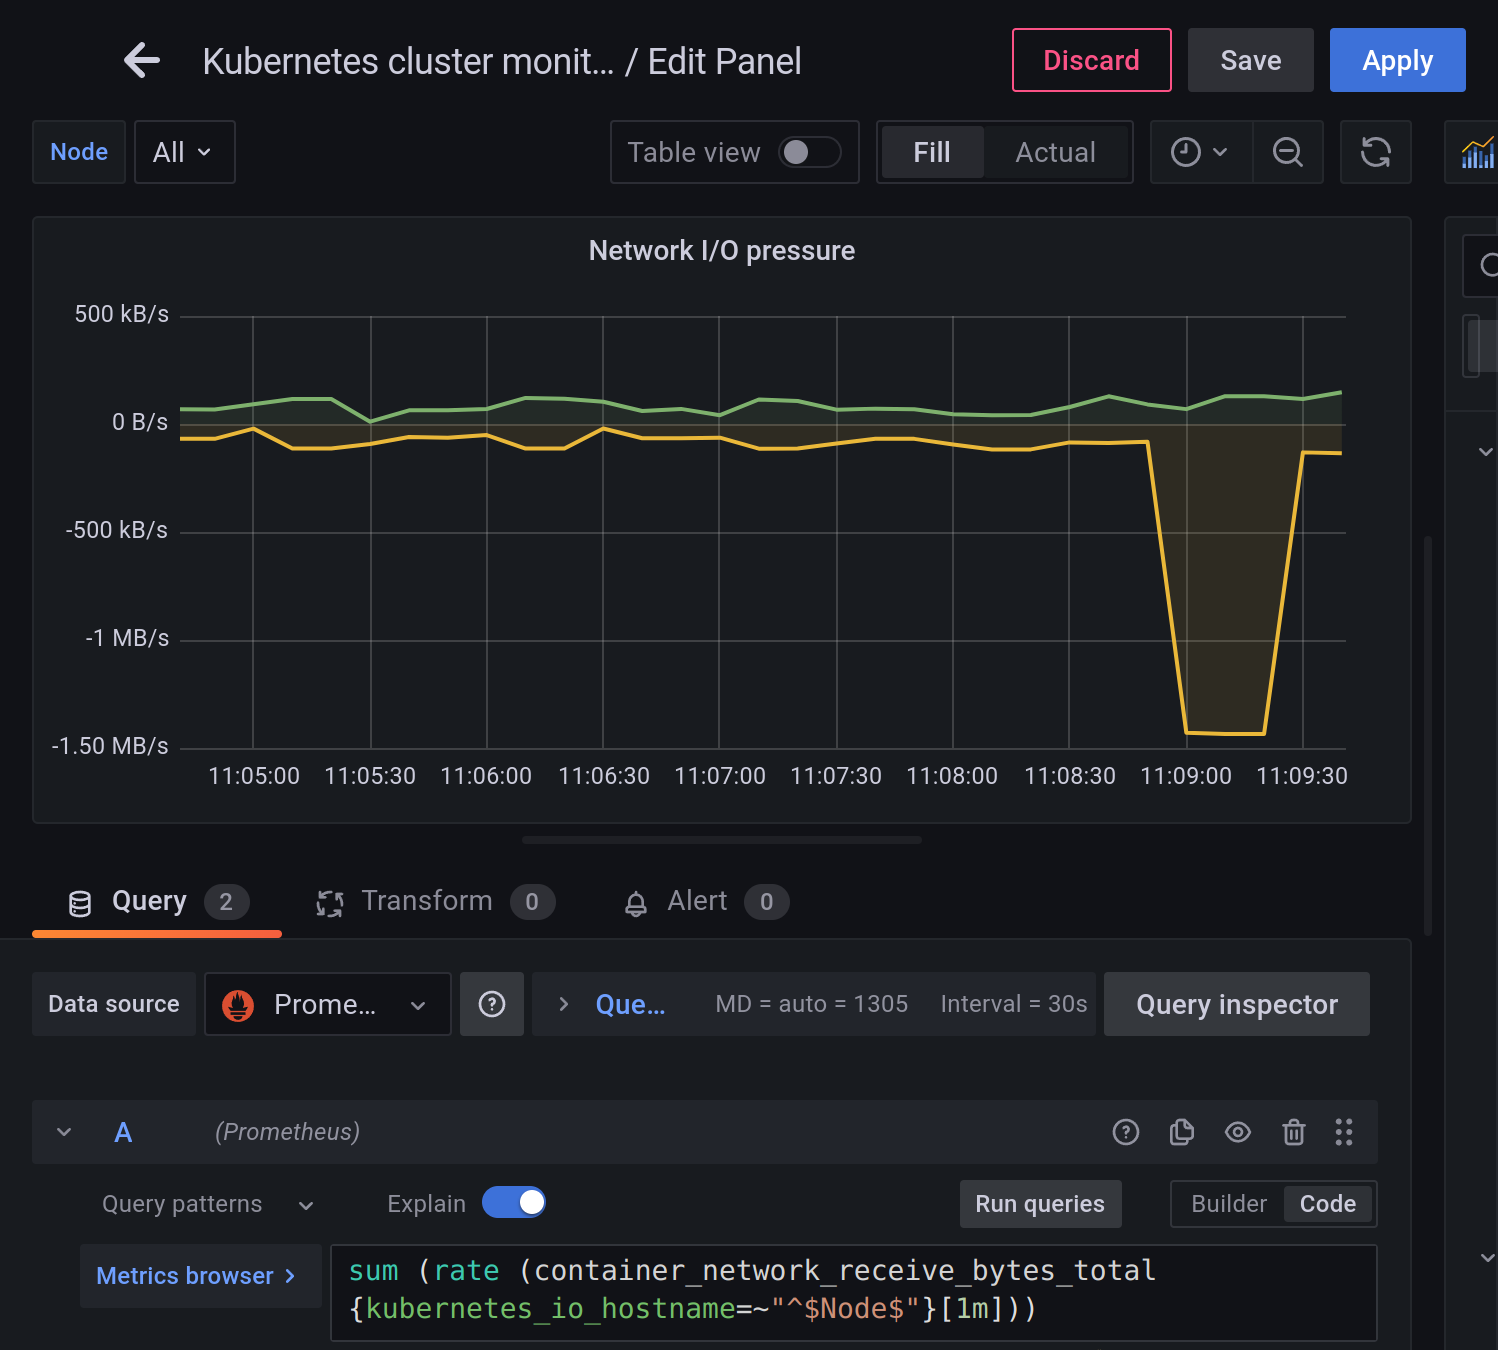 Kubernetes cluster monit... / Edit Panel
Discard
Save
Apply
Node
All
Table view
Fill
Actual
Network I/O pressure
500 kB/s
0 B/s
-500 kB/s
-1 MB/s
-1.50 MB/s
11:05:00 11:05:30 11:06:00 11:06:30 11:07:00 11:07:30 11:08:00 11:08:30 11:09:00 11:09:30
Query 2
Transform 0
Alert 0
Data source
Prome...
Que...
MD = auto = 1305
Interval = 30s
Query inspector
A
(Prometheus)
Query patterns
Explain
Run queries
Builder
Code
Metrics browser >
sum (rate (container_network_receive_bytes_total
{kubernetes_io_hostname=~"^$Node$"}[1m]))